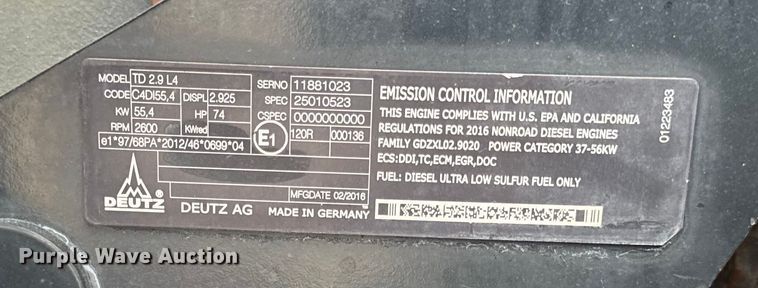 MODEL TD 2.9 L4
CODE C4DI55,4 DISPL 2.925
KW 55,4 HP 74
RPM 2600 KWred
e1*97/68PA*2012/46*0699*04
SERNO 11881023
SPEC 25010523
CSPEC 0000000000
E1 120R 000136
MFGDATE 02/2016
DEUTZ
DEUTZ AG MADE IN GERMANY
EMISSION CONTROL INFORMATION
THIS ENGINE COMPLIES WITH U.S. EPA AND CALIFORNIA
REGULATIONS FOR 2016 NONROAD DIESEL ENGINES
FAMILY GDZXL02.9020 POWER CATEGORY 37-56KW
ECS:DDI,TC,ECM,EGR,DOC
FUEL: DIESEL ULTRA LOW SULFUR FUEL ONLY
01223483
Purple Wave Auction